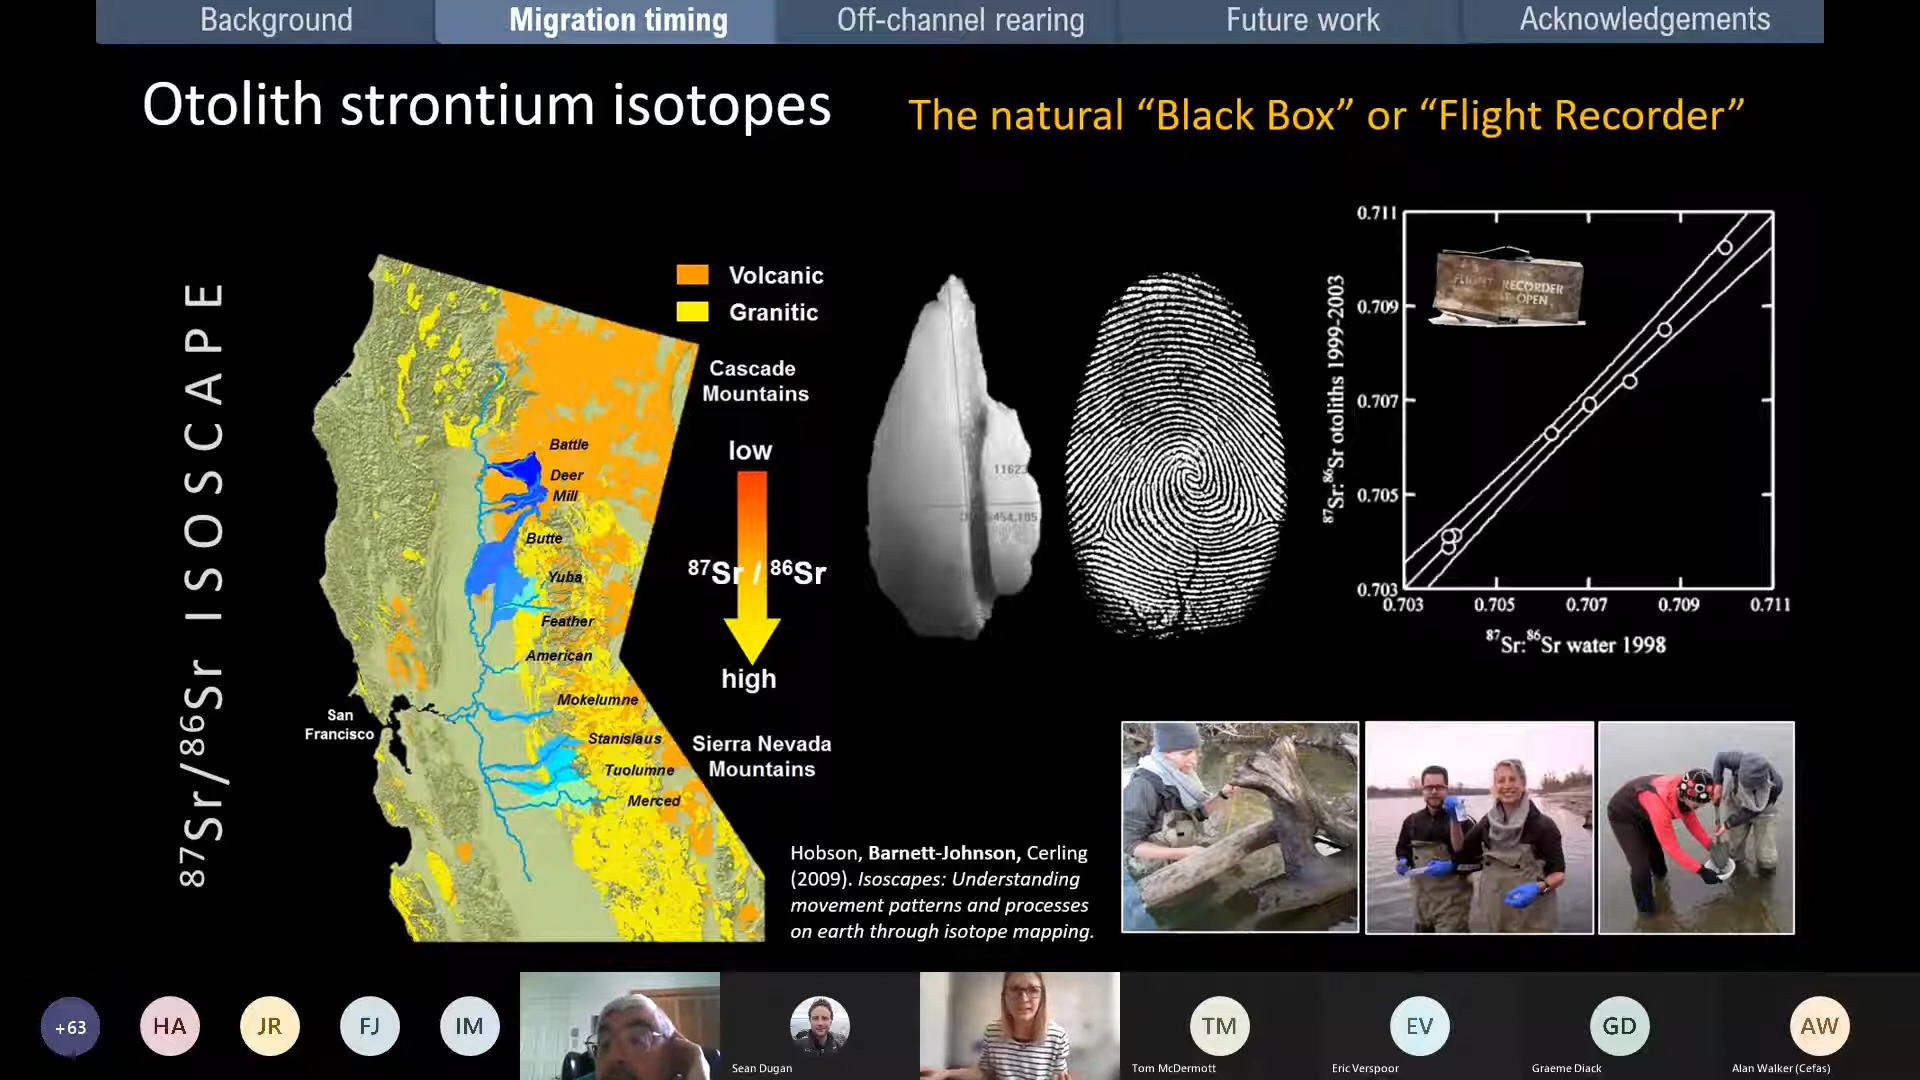 Background
Migration timing
Off-channel rearing
Future work
Acknowledgements
Otolith strontium isotopes
The natural “Black Box” or “Flight Recorder”
87Sr/86Sr ISOSCAPE
Volcanic
Granitic
Cascade
Mountains
low
87Sr / 86Sr
high
Sierra Nevada
Mountains
Battle
Deer
Mill
Butte
Yuba
Feather
American
Mokelumne
Stanislaus
Tuolumne
Merced
San
Francisco
11623
FLIGHT RECORDER
OPEN
87Sr:86Sr otoliths 1999-2003
0.711
0.709
0.707
0.705
0.703
0.703 0.705 0.707 0.709 0.711
87Sr:86Sr water 1998
Hobson, Barnett-Johnson, Cerling
(2009). Isoscapes: Understanding
movement patterns and processes
on earth through isotope mapping.
+63
HA
JR
FJ
IM
Sean Dugan
TM
Tom McDermott
EV
Eric Verspoor
GD
Graeme Diack
AW
Alan Walker (Cefas)